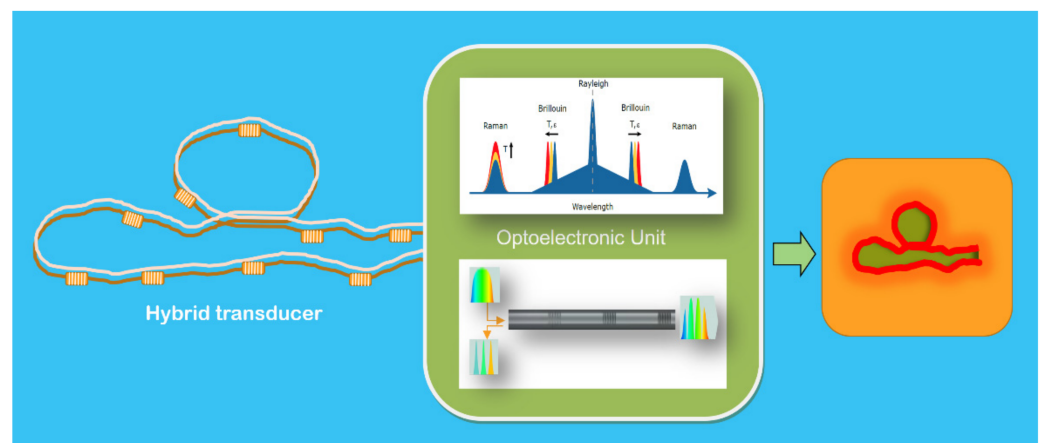 Rayleigh
Brillouin
Brillouin
T,ε
T,ε
Raman
Raman
T
Wavelength
Optoelectronic Unit
Hybrid transducer